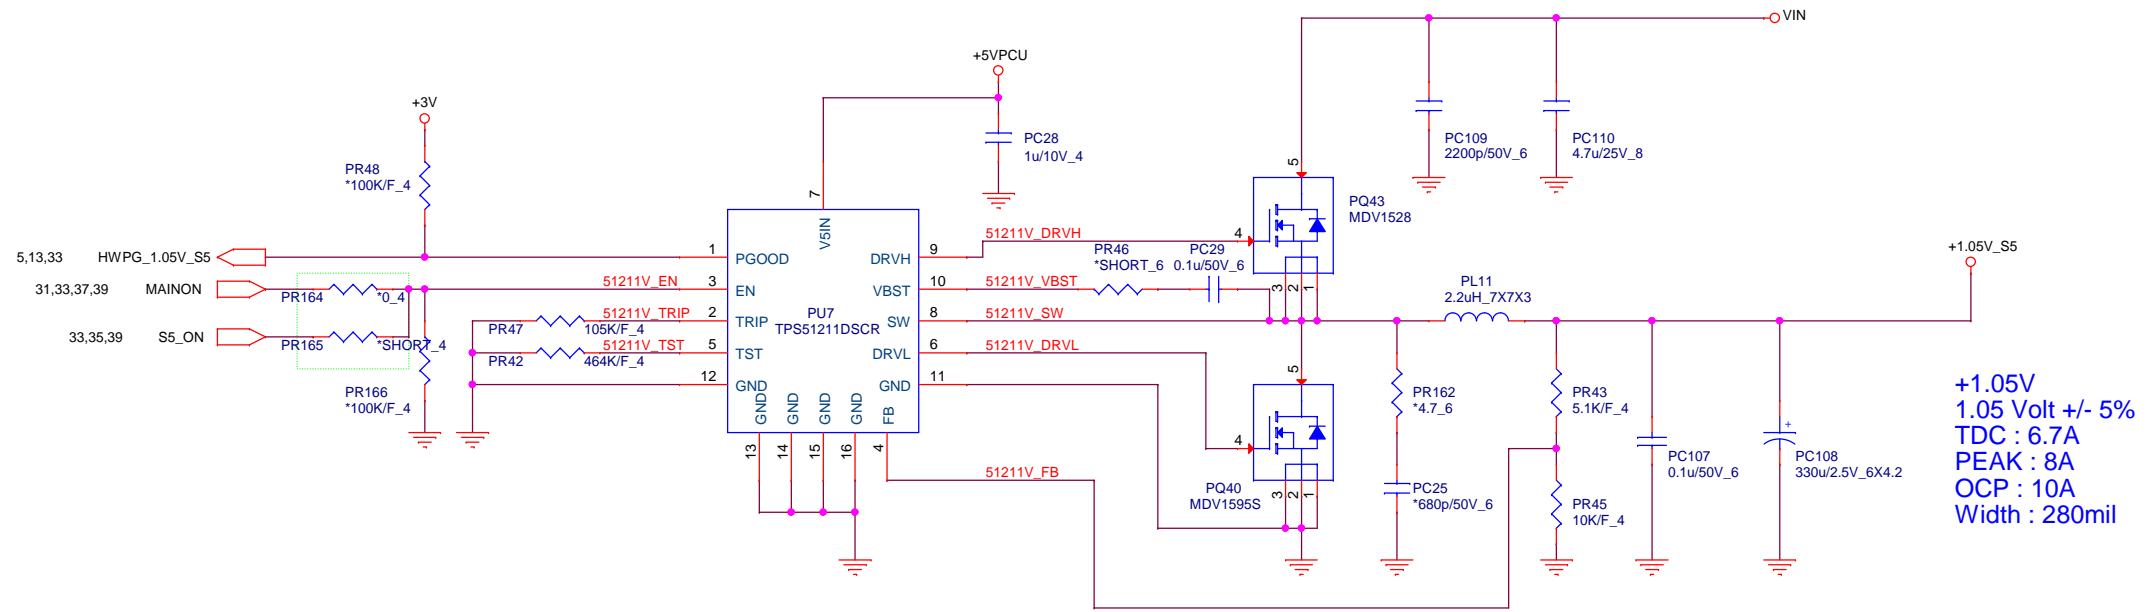 VIN
+5VPCU
+3V
PC28
1u/10V_4
PC109
2200p/50V_6
PC110
4.7u/25V_8
PR48
*100K/F_4
7
5
V5IN
PQ43
MDV1528
5,13,33 HWPG_1.05V_S5
1 PGOOD
DRVH 9
51211V_DRVH
4
PR46
*SHORT_6
PC29
0.1u/50V_6
+1.05V_S5
31,33,37,39 MAINON
PR164 *0_4
51211V_EN
3 EN
VBST 10
51211V_VBST
3 2 1
PL11
2.2uH_7X7X3
51211V_TRIP
2 TRIP
PU7
TPS51211DSCR
SW 8
51211V_SW
33,35,39 S5_ON
PR165 *SHORT_4
PR47 105K/F_4
51211V_TST
5 TST
DRVL 6
51211V_DRVL
PR42 464K/F_4
12 GND
GND 11
5
PR166
*100K/F_4
GND GND GND GND FB
13 14 15 16 4
PR162
*4.7_6
PR43
5.1K/F_4
4
51211V_FB
PQ40
MDV1595S
3 2 1
PC25
*680p/50V_6
PR45
10K/F_4
PC107
0.1u/50V_6
+
PC108
330u/2.5V_6X4.2
+1.05V
1.05 Volt +/- 5%
TDC : 6.7A
PEAK : 8A
OCP : 10A
Width : 280mil